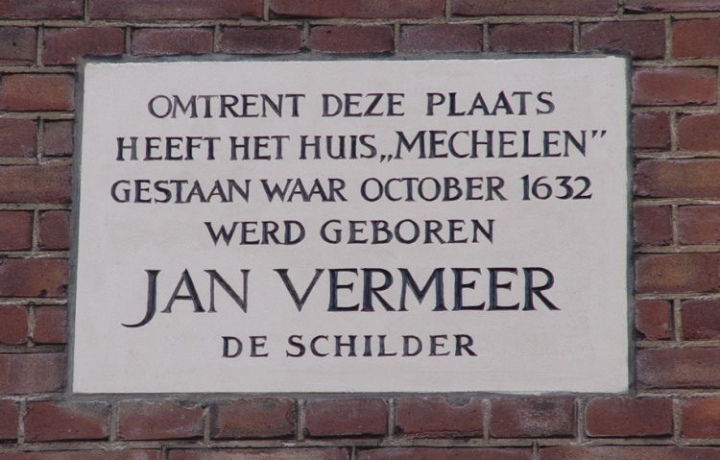 OMTRENT DEZE PLAATS
HEEFT HET HUIS „MECHELEN”
GESTAAN WAAR OCTOBER 1632
WERD GEBOREN
JAN VERMEER
DE SCHILDER